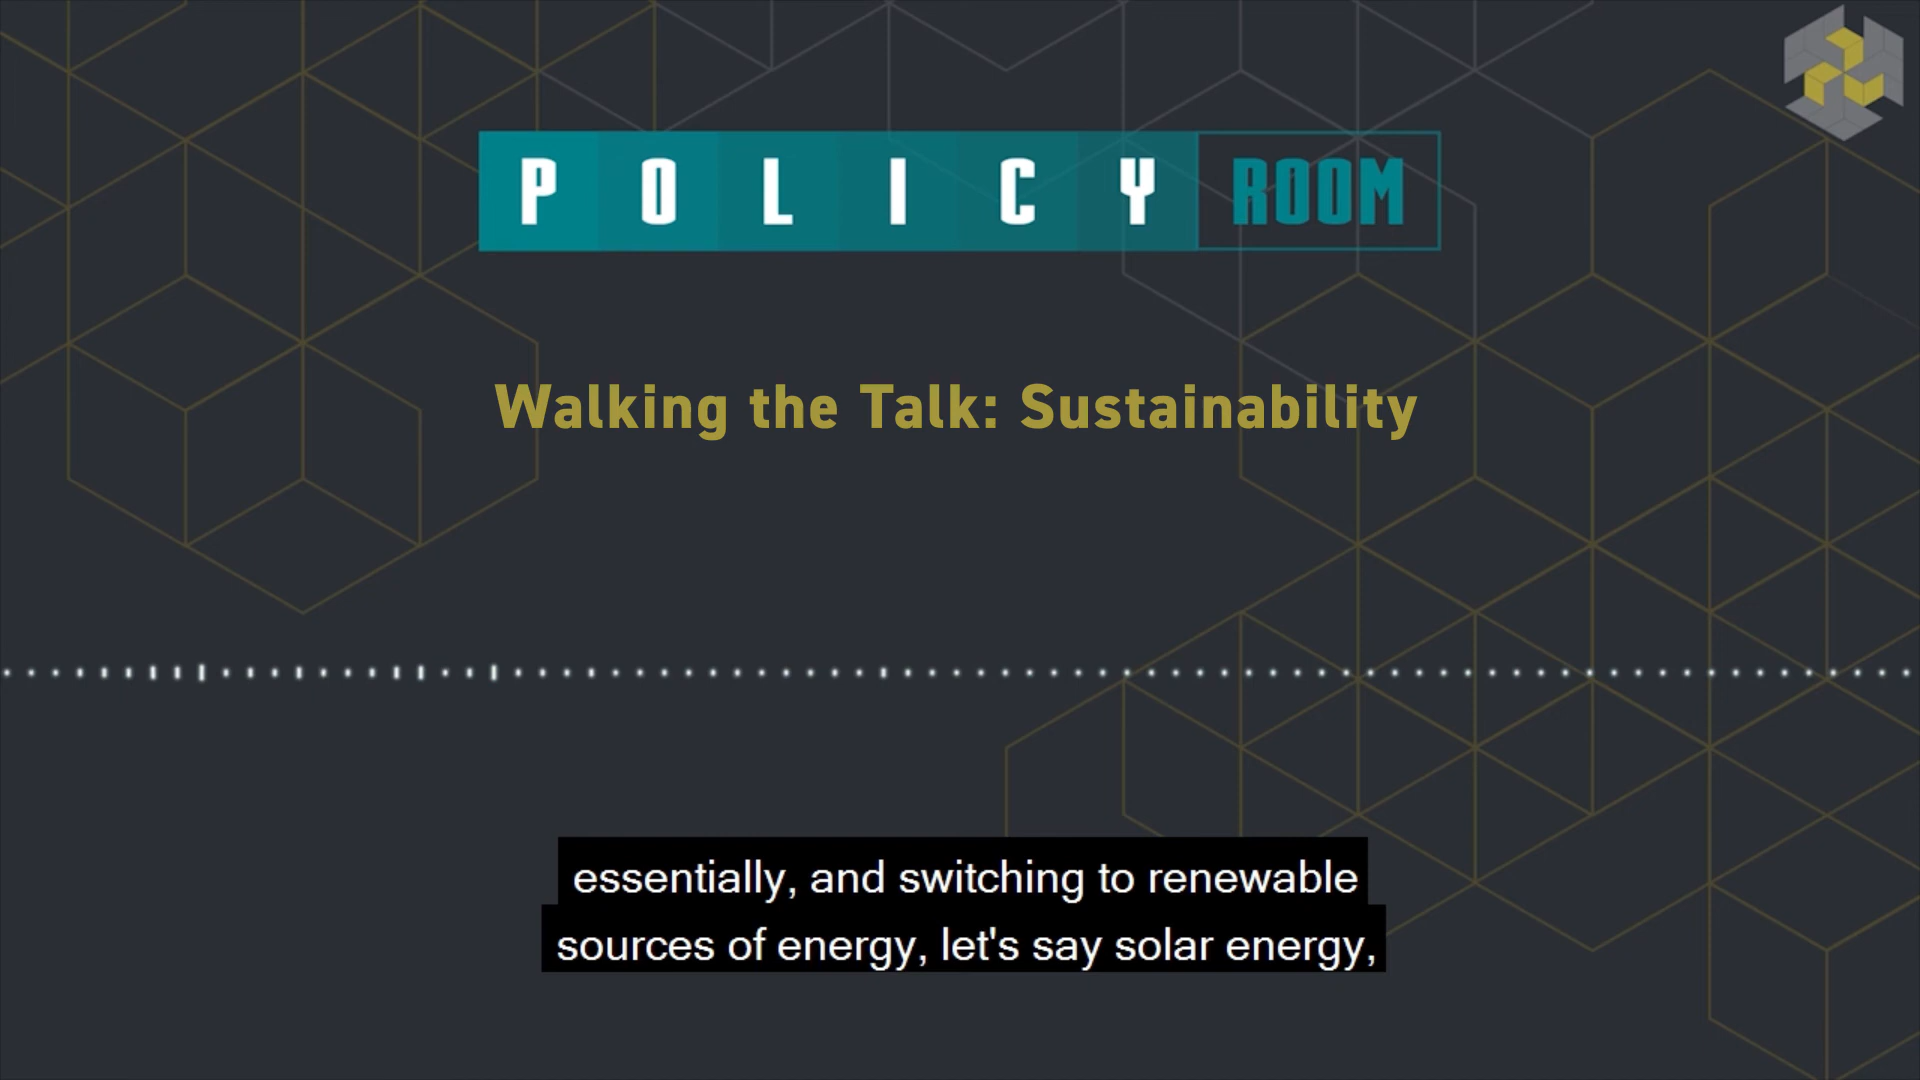 POLICY ROOM
Walking the Talk: Sustainability
essentially, and switching to renewable
sources of energy, let's say solar energy,